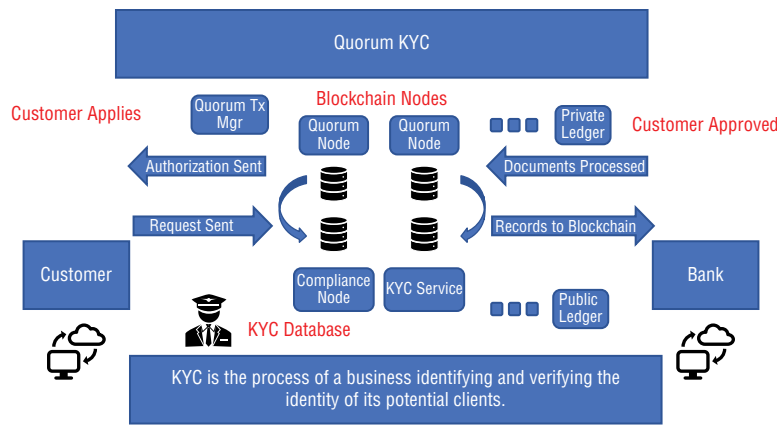 Quorum KYC
Customer Applies
Quorum Tx
Mgr
Blockchain Nodes
Quorum
Node
Quorum
Node
Private
Ledger
Customer Approved
Authorization Sent
Documents Processed
Request Sent
Records to Blockchain
Customer
Compliance
Node
KYC Service
Public
Ledger
Bank
KYC Database
KYC is the process of a business identifying and verifying the
identity of its potential clients.